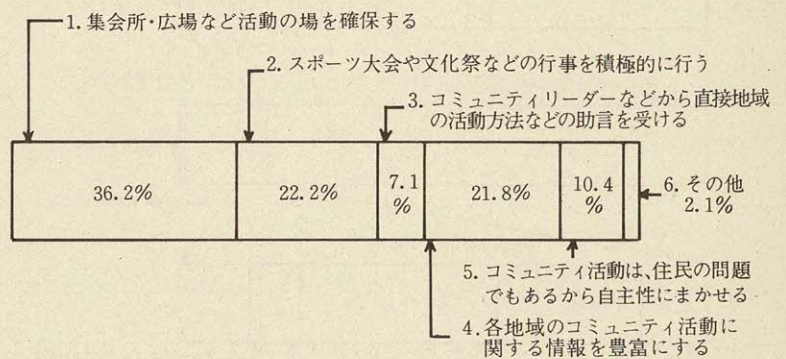 1. 集会所・広場など活動の場を確保する
2. スポーツ大会や文化祭などの行事を積極的に行う
3. コミュニティリーダーなどから直接地域
の活動方法などの助言を受ける
36.2%
22.2%
7.1
%
21.8%
10.4
%
6. その他
2.1%
5. コミュニティ活動は、住民の問題
でもあるから自主性にまかせる
4. 各地域のコミュニティ活動に
関する情報を豊富にする